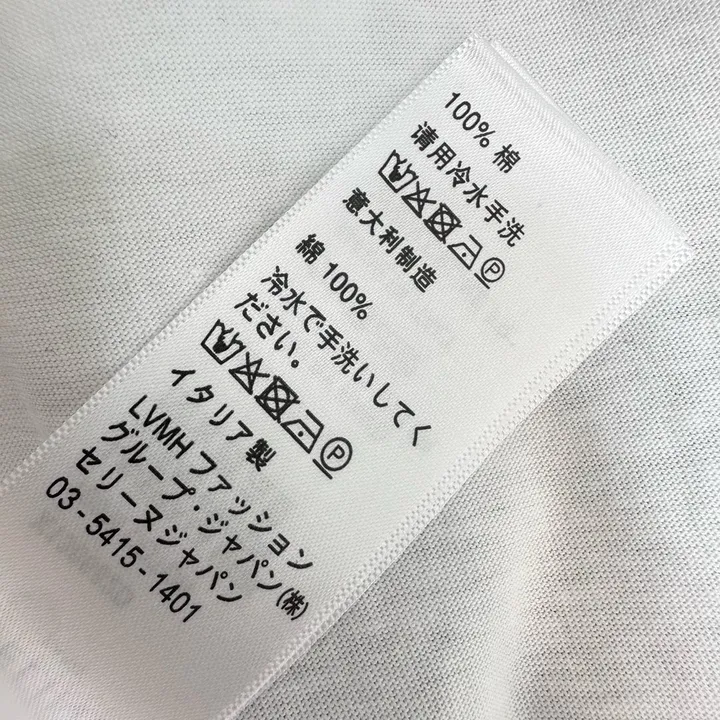 100% 棉
请用冷水手洗
P
意大利制造
綿 100%
冷水で手洗いしてく
ださい。
P
イタリア製
LVMH ファッション
グループ・ジャパン(株)
セリーヌジャパン
03-5415-1401